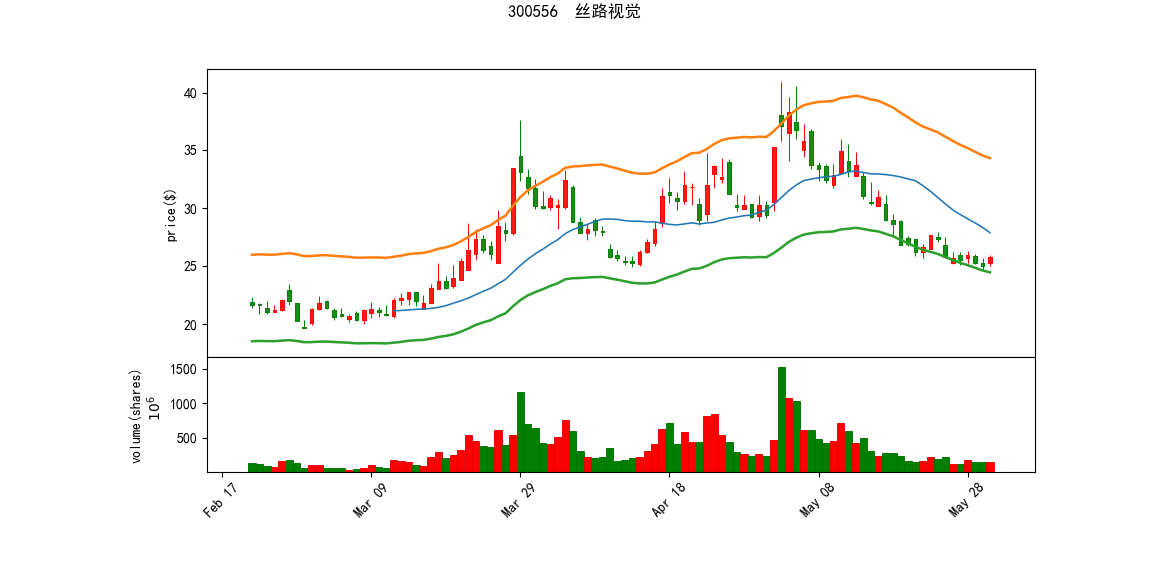 300556 丝路视觉
price($)
40
35
30
25
20
volume(shares)
10^6
1500
1000
500
Feb 17
Mar 09
Mar 29
Apr 18
May 08
May 28